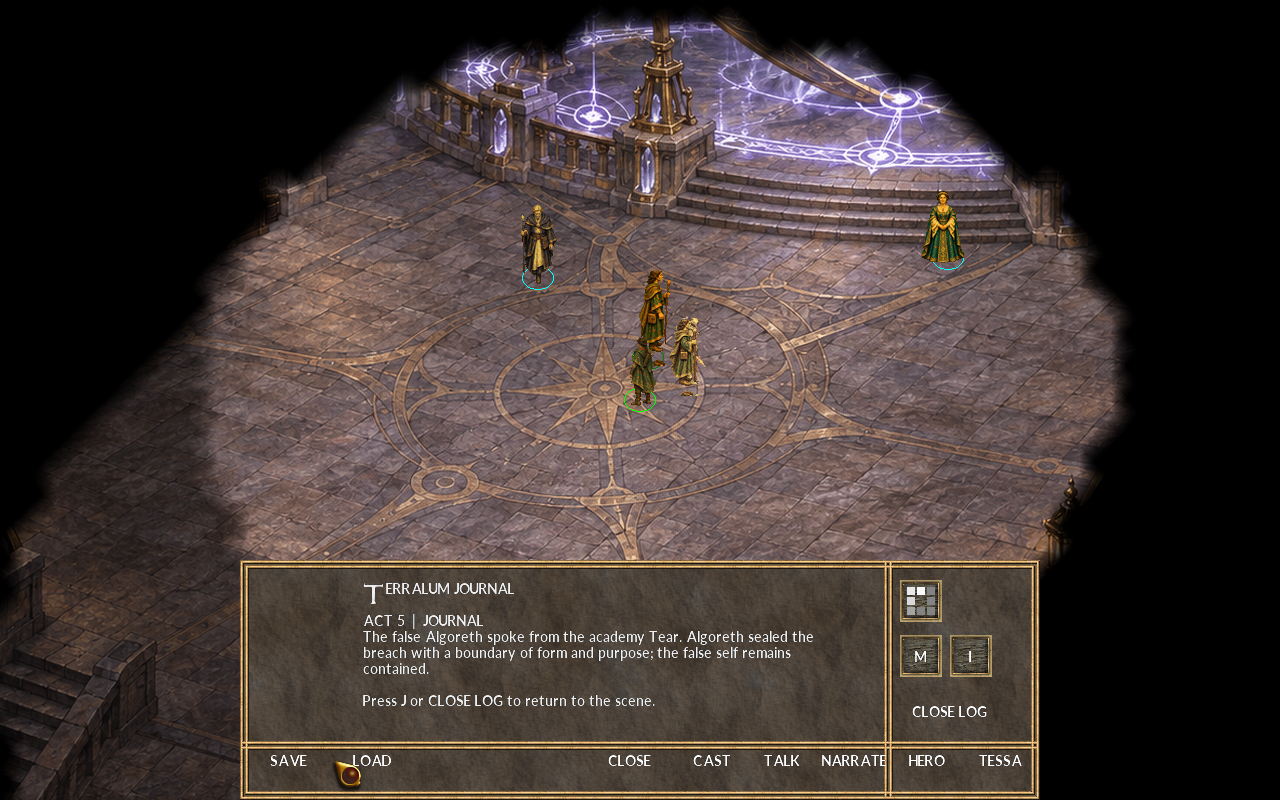 TERRALUM JOURNAL
ACT 5 | JOURNAL
The false Algoreth spoke from the academy Tear. Algoreth sealed the
breach with a boundary of form and purpose; the false self remains
contained.
Press J or CLOSE LOG to return to the scene.
M I
CLOSE LOG
SAVE LOAD CLOSE CAST TALK NARRATE HERO TESSA